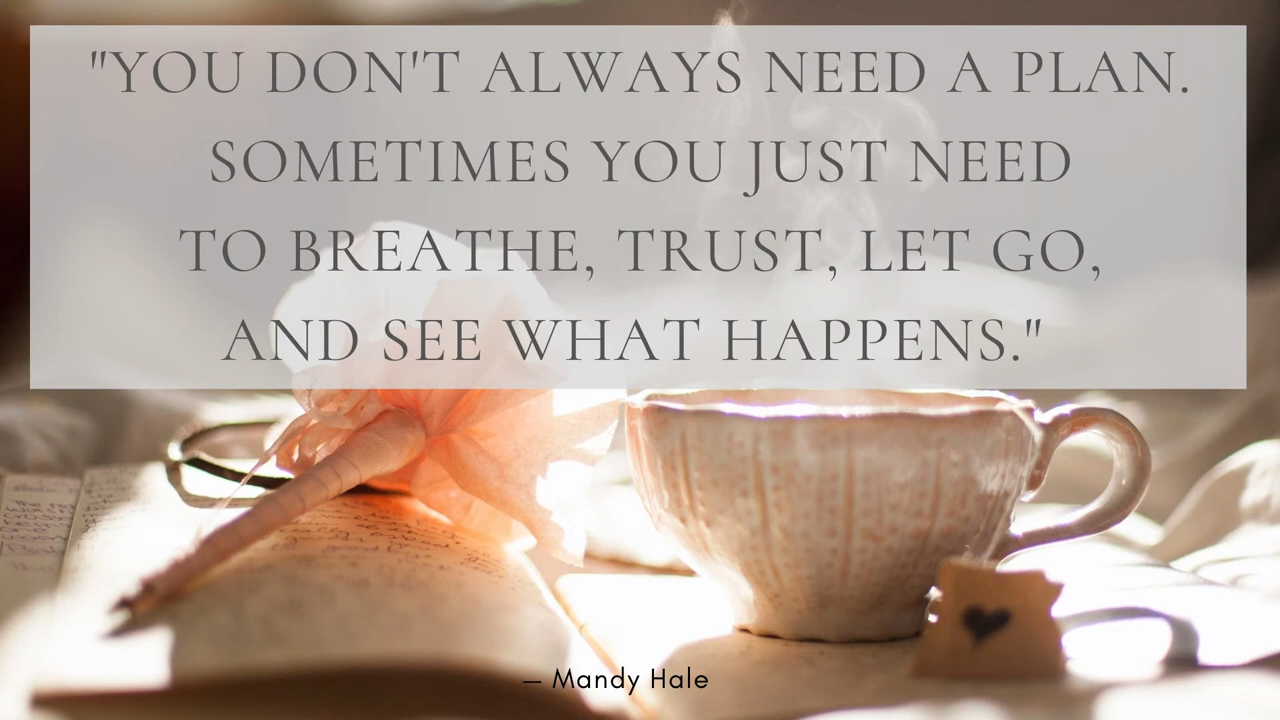 "YOU DON'T ALWAYS NEED A PLAN.
SOMETIMES YOU JUST NEED
TO BREATHE, TRUST, LET GO,
AND SEE WHAT HAPPENS."
— Mandy Hale